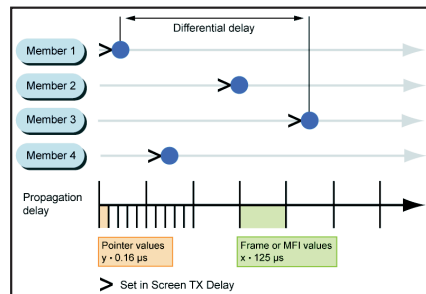 Differential delay
Member 1
Member 2
Member 3
Member 4
Propagation
delay
Pointer values
y · 0.16 µs
Frame or MFI values
x · 125 µs
Set in Screen TX Delay